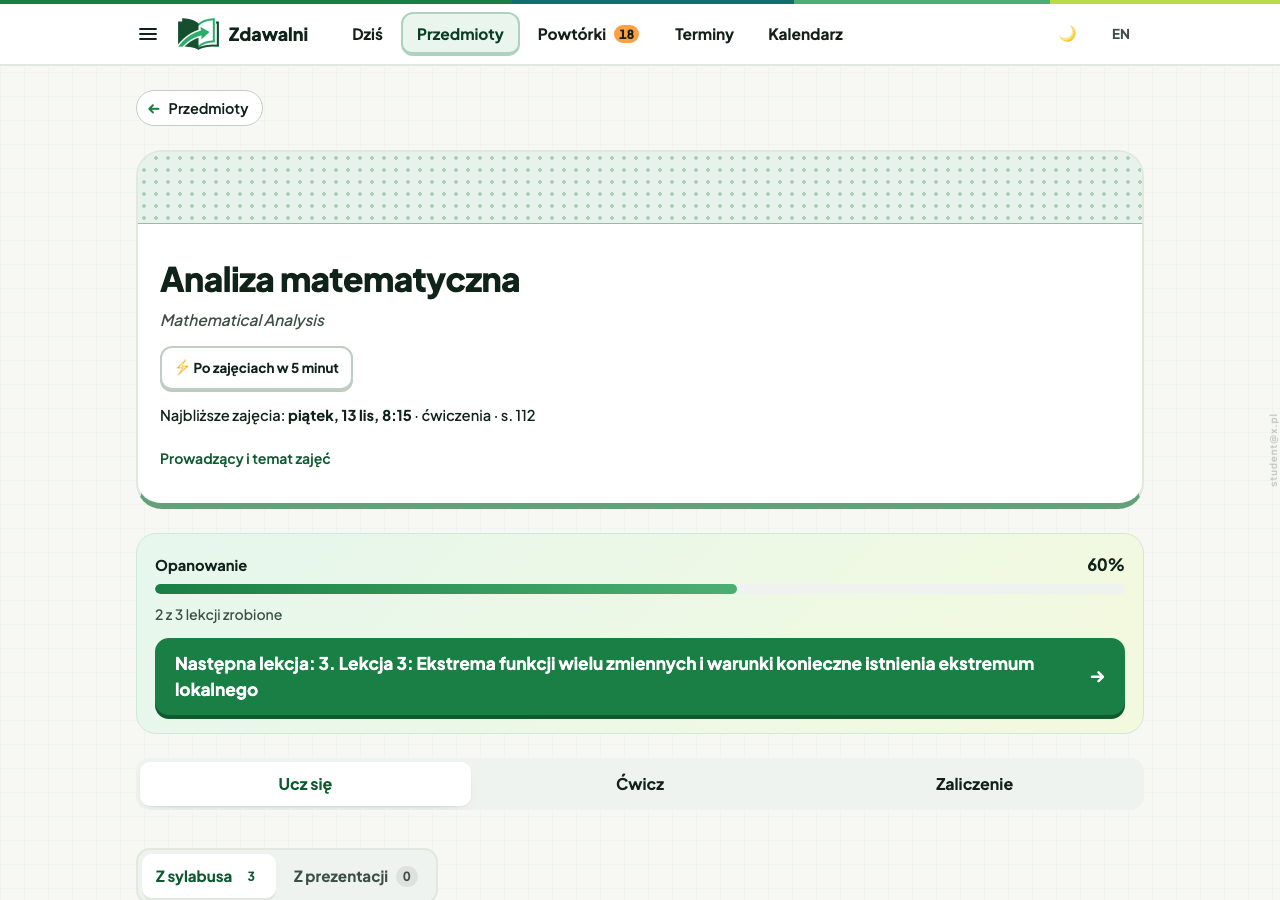 Zdawalni
Dziś
Przedmioty
Powtórki 18
Terminy
Kalendarz
EN
← Przedmioty
Analiza matematyczna
Mathematical Analysis
⚡ Po zajęciach w 5 minut
Najbliższe zajęcia: piątek, 13 lis, 8:15 · ćwiczenia · s. 112
Prowadzący i temat zajęć
student@x.pl
Opanowanie 60%
2 z 3 lekcji zrobione
Następna lekcja: 3. Lekcja 3: Ekstrema funkcji wielu zmiennych i warunki konieczne istnienia ekstremum
lokalnego →
Ucz się
Ćwicz
Zaliczenie
Z sylabusa 3
Z prezentacji 0